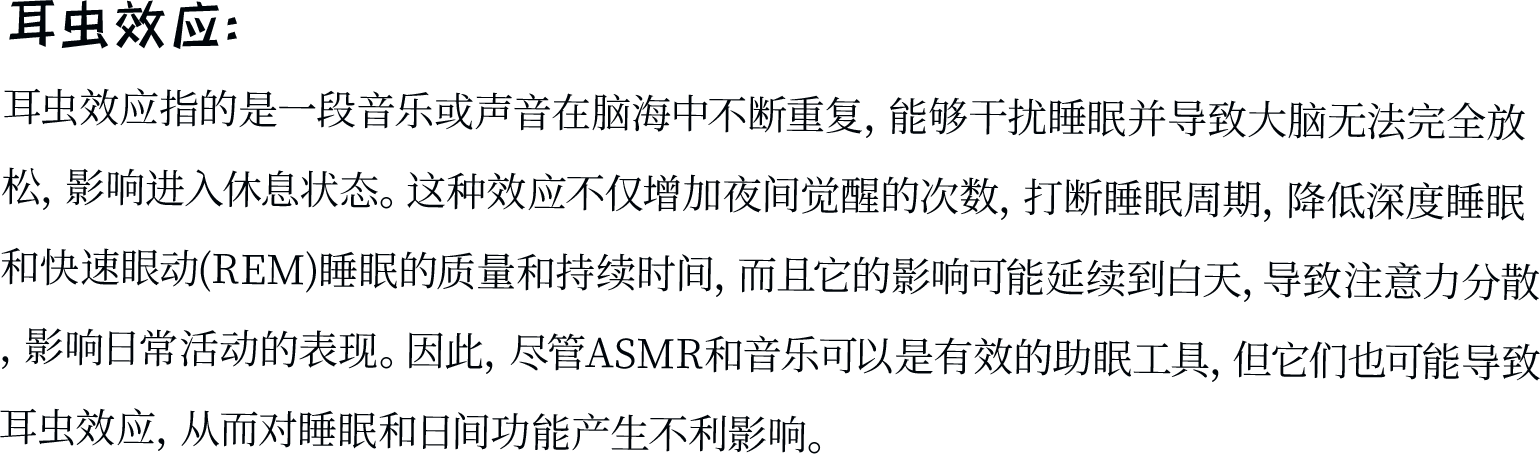 耳虫效应:
耳虫效应指的是一段音乐或声音在脑海中不断重复, 能够干扰睡眠并导致大脑无法完全放
松, 影响进入休息状态。这种效应不仅增加夜间觉醒的次数, 打断睡眠周期, 降低深度睡眠
和快速眼动(REM)睡眠的质量和持续时间, 而且它的影响可能延续到白天, 导致注意力分散
, 影响日常活动的表现。因此, 尽管ASMR和音乐可以是有效的助眠工具, 但它们也可能导致
耳虫效应, 从而对睡眠和日间功能产生不利影响。